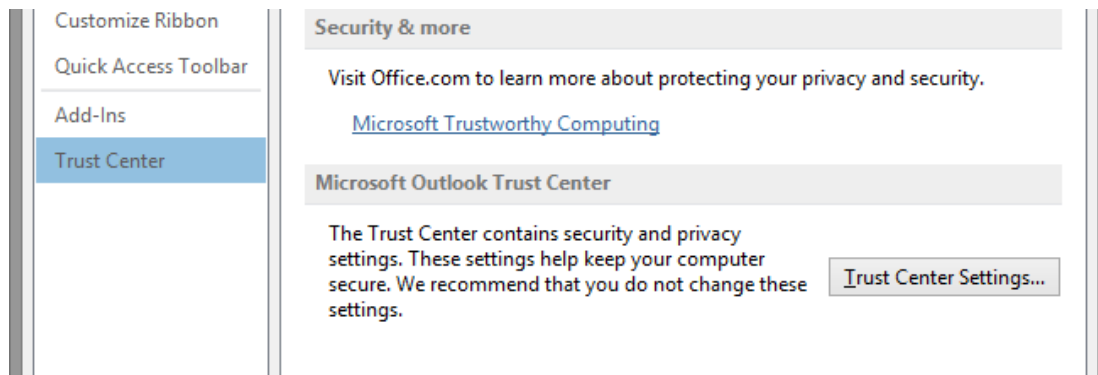 Customize Ribbon
Quick Access Toolbar
Add-Ins
Trust Center
Security & more
Visit Office.com to learn more about protecting your privacy and security.
Microsoft Trustworthy Computing
Microsoft Outlook Trust Center
The Trust Center contains security and privacy
settings. These settings help keep your computer
secure. We recommend that you do not change these
settings.
Trust Center Settings...